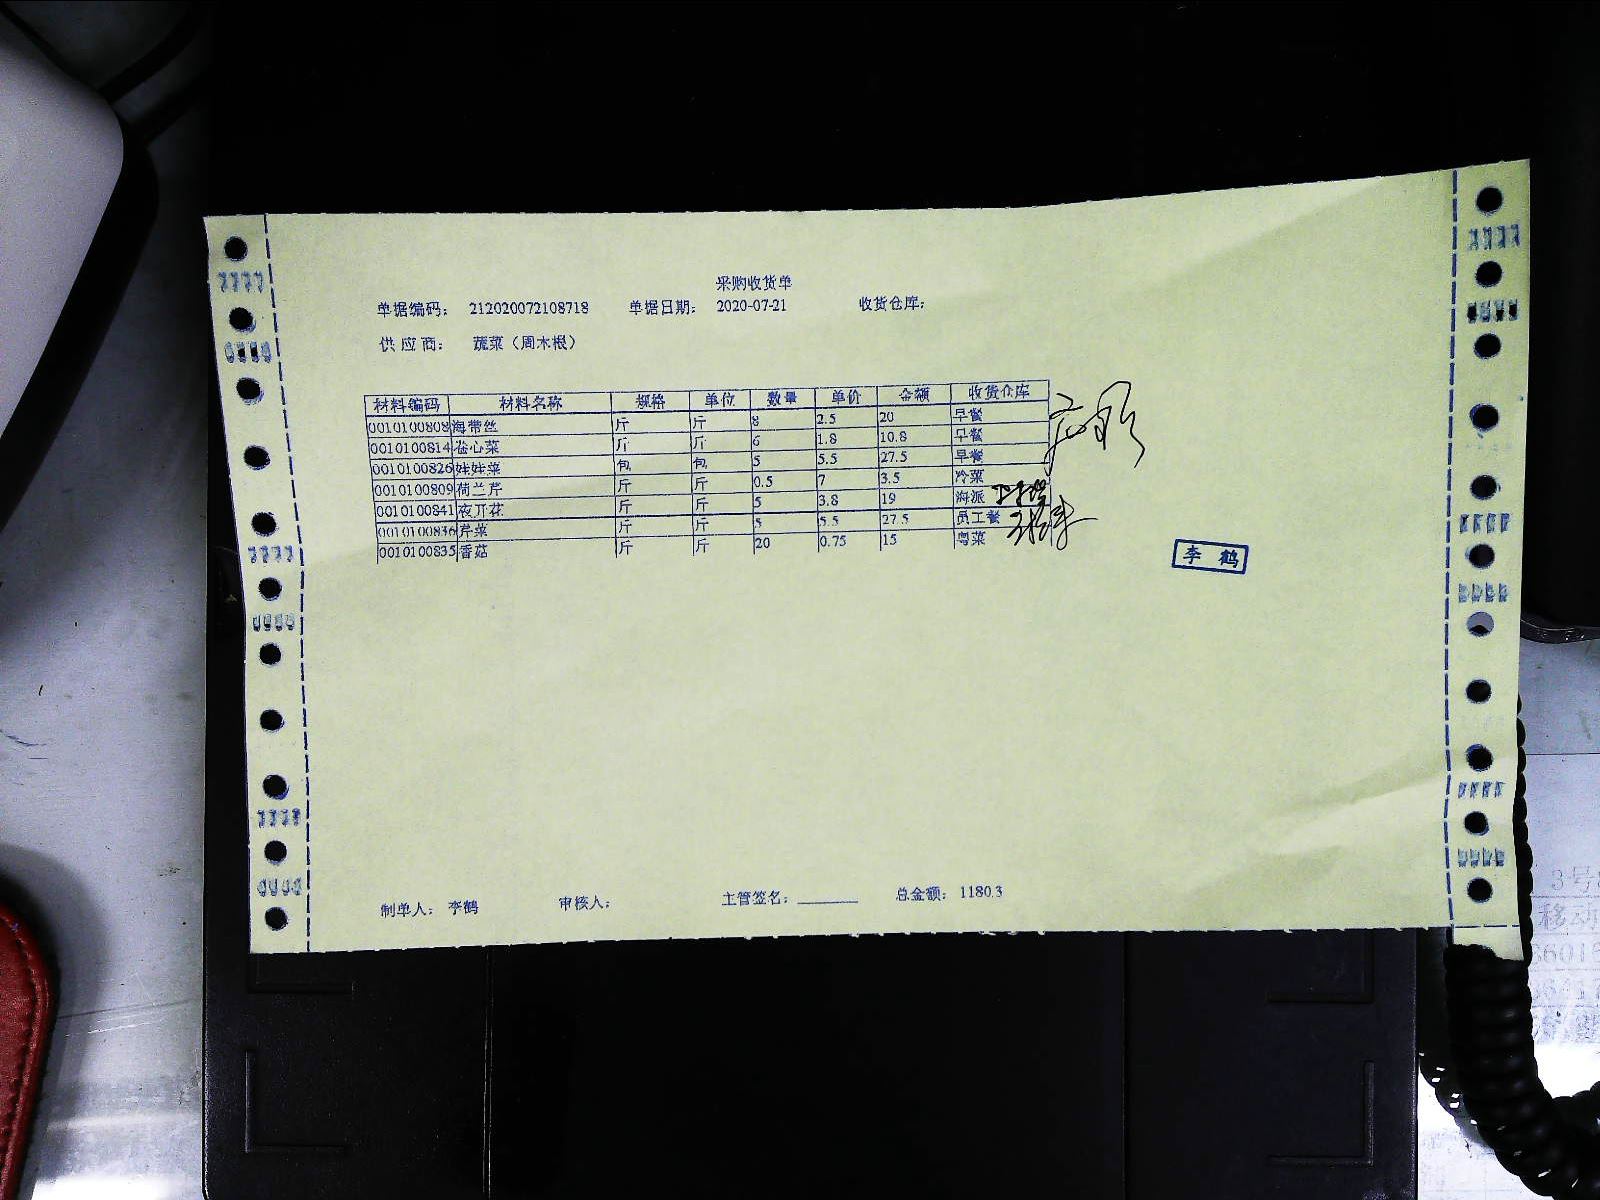 采购收货单
单据编码： 212020072108718 单据日期： 2020-07-21 收货仓库：
供应商： 蔬菜（周木根）
材料编码 材料名称 规格 单位 数量 单价 金额 收货仓库
0010100808 海带丝 斤 斤 8 2.5 20 早餐
0010100814 卷心菜 斤 斤 6 1.8 10.8 早餐
0010100826 娃娃菜 包 包 5 5.5 27.5 早餐
0010100809 荷兰芹 斤 斤 0.5 7 3.5 冷菜
0010100841 夜开花 斤 斤 5 3.8 19 海派
0010100836 芹菜 斤 斤 5 5.5 27.5 员工餐
0010100835 香菇 斤 斤 20 0.75 15 粤菜
李鹤
制单人： 李鹤 审核人： 主管签名： 总金额： 1180.3